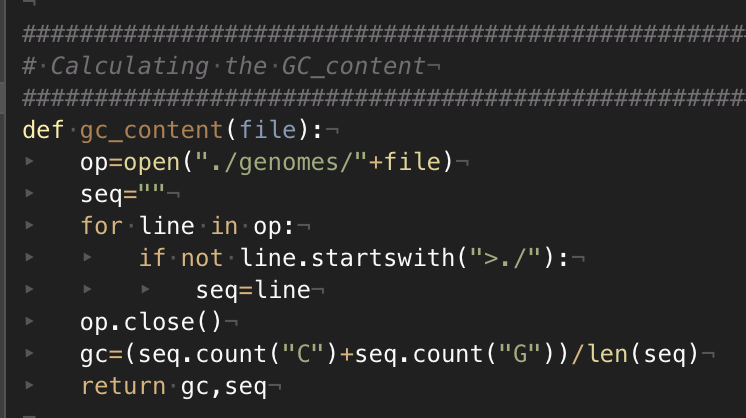 ####################################################
# Calculating the GC_content
####################################################
def gc_content(file):
	op=open("./genomes/"+file)
	seq=""
	for line in op:
		if not line.startswith(">./"):
			seq=line
	op.close()
	gc=(seq.count("C")+seq.count("G"))/len(seq)
	return gc,seq